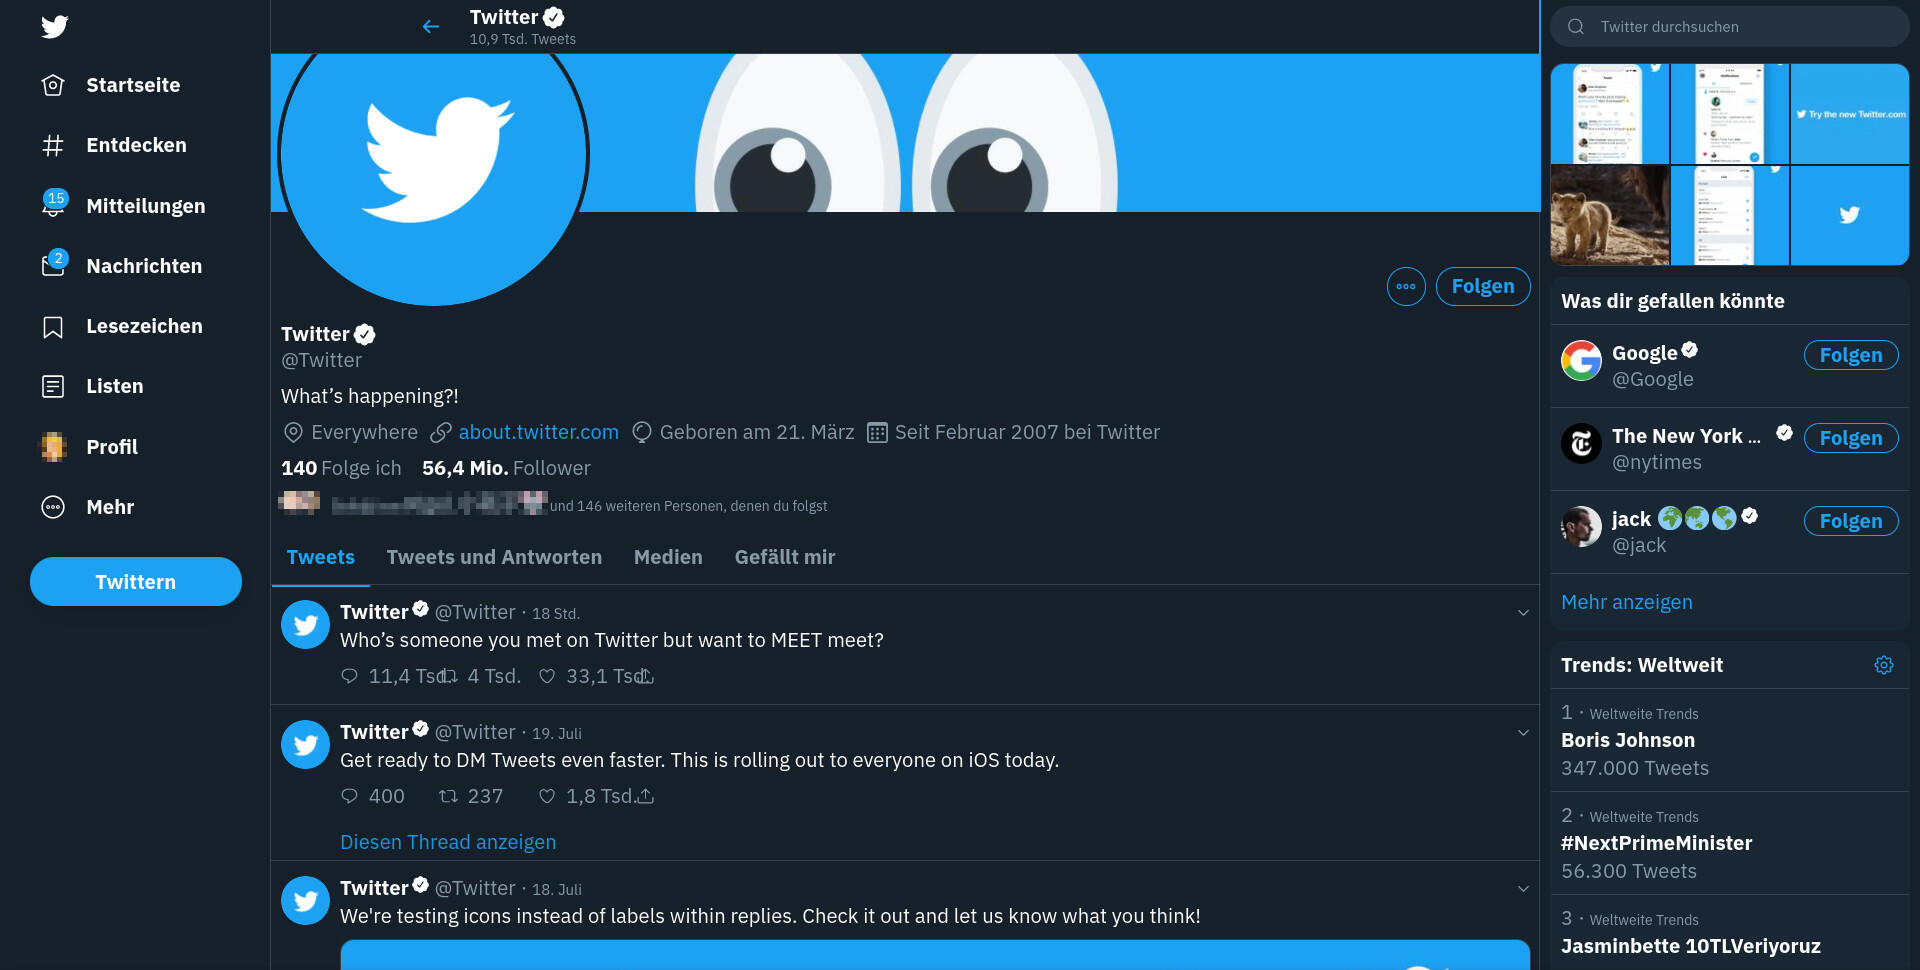 Startseite
Entdecken
15
Mitteilungen
2
Nachrichten
Lesezeichen
Listen
Profil
Mehr
Twittern
Twitter
10,9 Tsd. Tweets
Folgen
Twitter
@Twitter
What’s happening?!
Everywhere about.twitter.com Geboren am 21. März Seit Februar 2007 bei Twitter
140 Folge ich 56,4 Mio. Follower
und 146 weiteren Personen, denen du folgst
Tweets Tweets und Antworten Medien Gefällt mir
Twitter @Twitter · 18 Std.
Who’s someone you met on Twitter but want to MEET meet?
11,4 Tsd. 4 Tsd. 33,1 Tsd.
Twitter @Twitter · 19. Juli
Get ready to DM Tweets even faster. This is rolling out to everyone on iOS today.
400 237 1,8 Tsd.
Diesen Thread anzeigen
Twitter @Twitter · 18. Juli
We're testing icons instead of labels within replies. Check it out and let us know what you think!
Twitter durchsuchen
Try the new Twitter.com
Was dir gefallen könnte
Google
@Google
Folgen
The New York ...
@nytimes
Folgen
jack
@jack
Folgen
Mehr anzeigen
Trends: Weltweit
1 · Weltweite Trends
Boris Johnson
347.000 Tweets
2 · Weltweite Trends
#NextPrimeMinister
56.300 Tweets
3 · Weltweite Trends
Jasminbette 10TLVeriyoruz